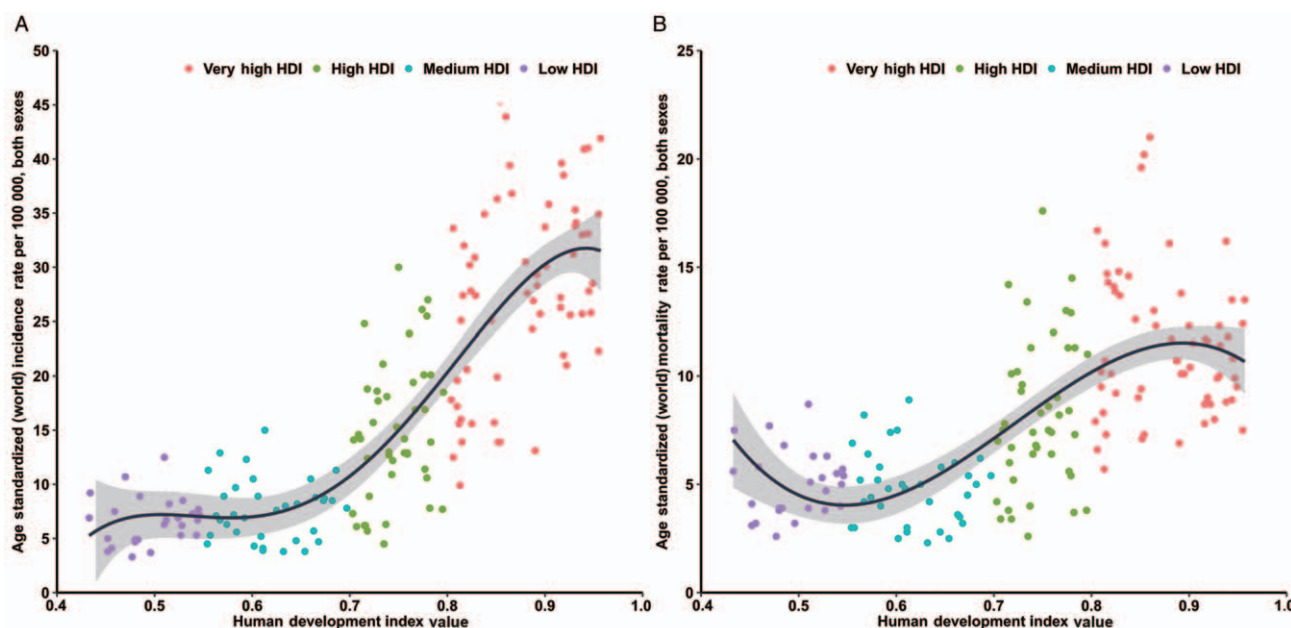 A
Age standardized (world) incidence rate per 100 000, both sexes
50
45
40
35
30
25
20
15
10
5
0
Very high HDI High HDI Medium HDI Low HDI
0.4 0.5 0.6 0.7 0.8 0.9 1.0
Human development index value
B
Age standardized (world) mortality rate per 100 000, both sexes
25
20
15
10
5
0
Very high HDI High HDI Medium HDI Low HDI
0.4 0.5 0.6 0.7 0.8 0.9 1.0
Human development index value